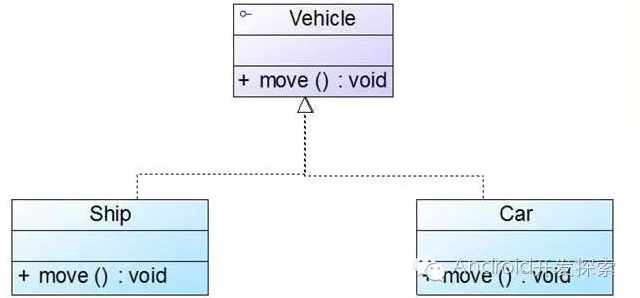 Vehicle
+ move () : void
Ship
Car
+ move () : void
+ move () : void
Android开发探索